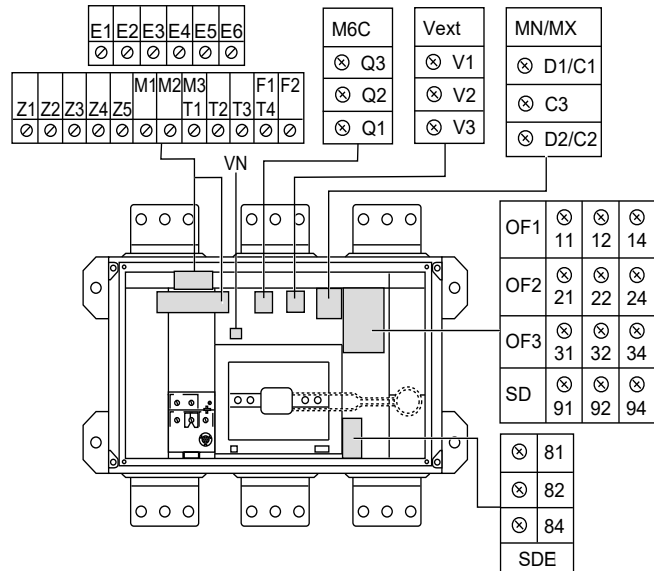 E1 E2 E3 E4 E5 E6
M6C
Q3
Q2
Q1
Vext
V1
V2
V3
MN/MX
D1/C1
C3
D2/C2
M1 M2 M3 F1 F2
Z1 Z2 Z3 Z4 Z5 T1 T2 T3 T4
VN
OF1 11 12 14
OF2 21 22 24
OF3 31 32 34
SD 91 92 94
81
82
84
SDE